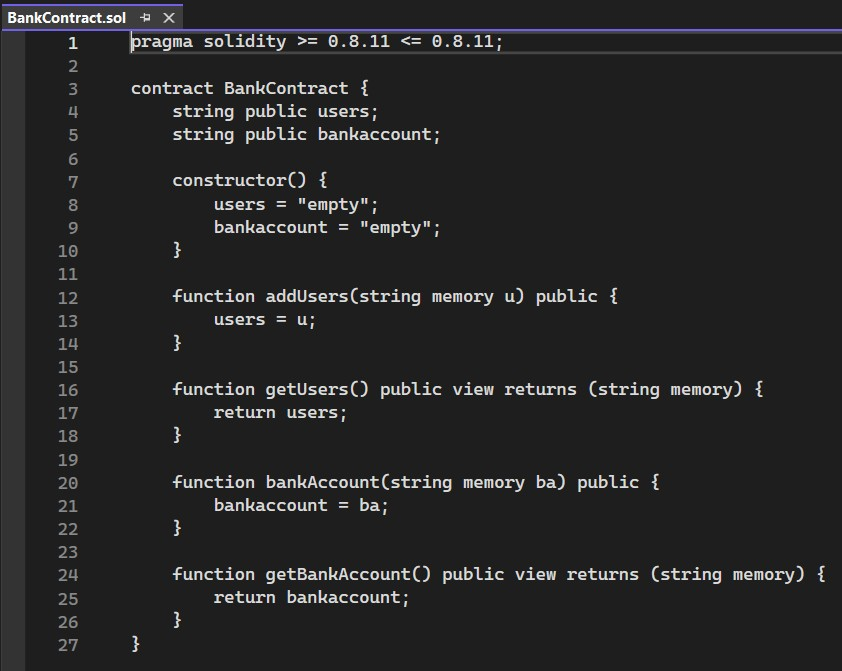 BankContract.sol
1 pragma solidity >= 0.8.11 <= 0.8.11;
2
3 contract BankContract {
4     string public users;
5     string public bankaccount;
6
7     constructor() {
8         users = "empty";
9         bankaccount = "empty";
10     }
11
12     function addUsers(string memory u) public {
13         users = u;
14     }
15
16     function getUsers() public view returns (string memory) {
17         return users;
18     }
19
20     function bankAccount(string memory ba) public {
21         bankaccount = ba;
22     }
23
24     function getBankAccount() public view returns (string memory) {
25         return bankaccount;
26     }
27 }